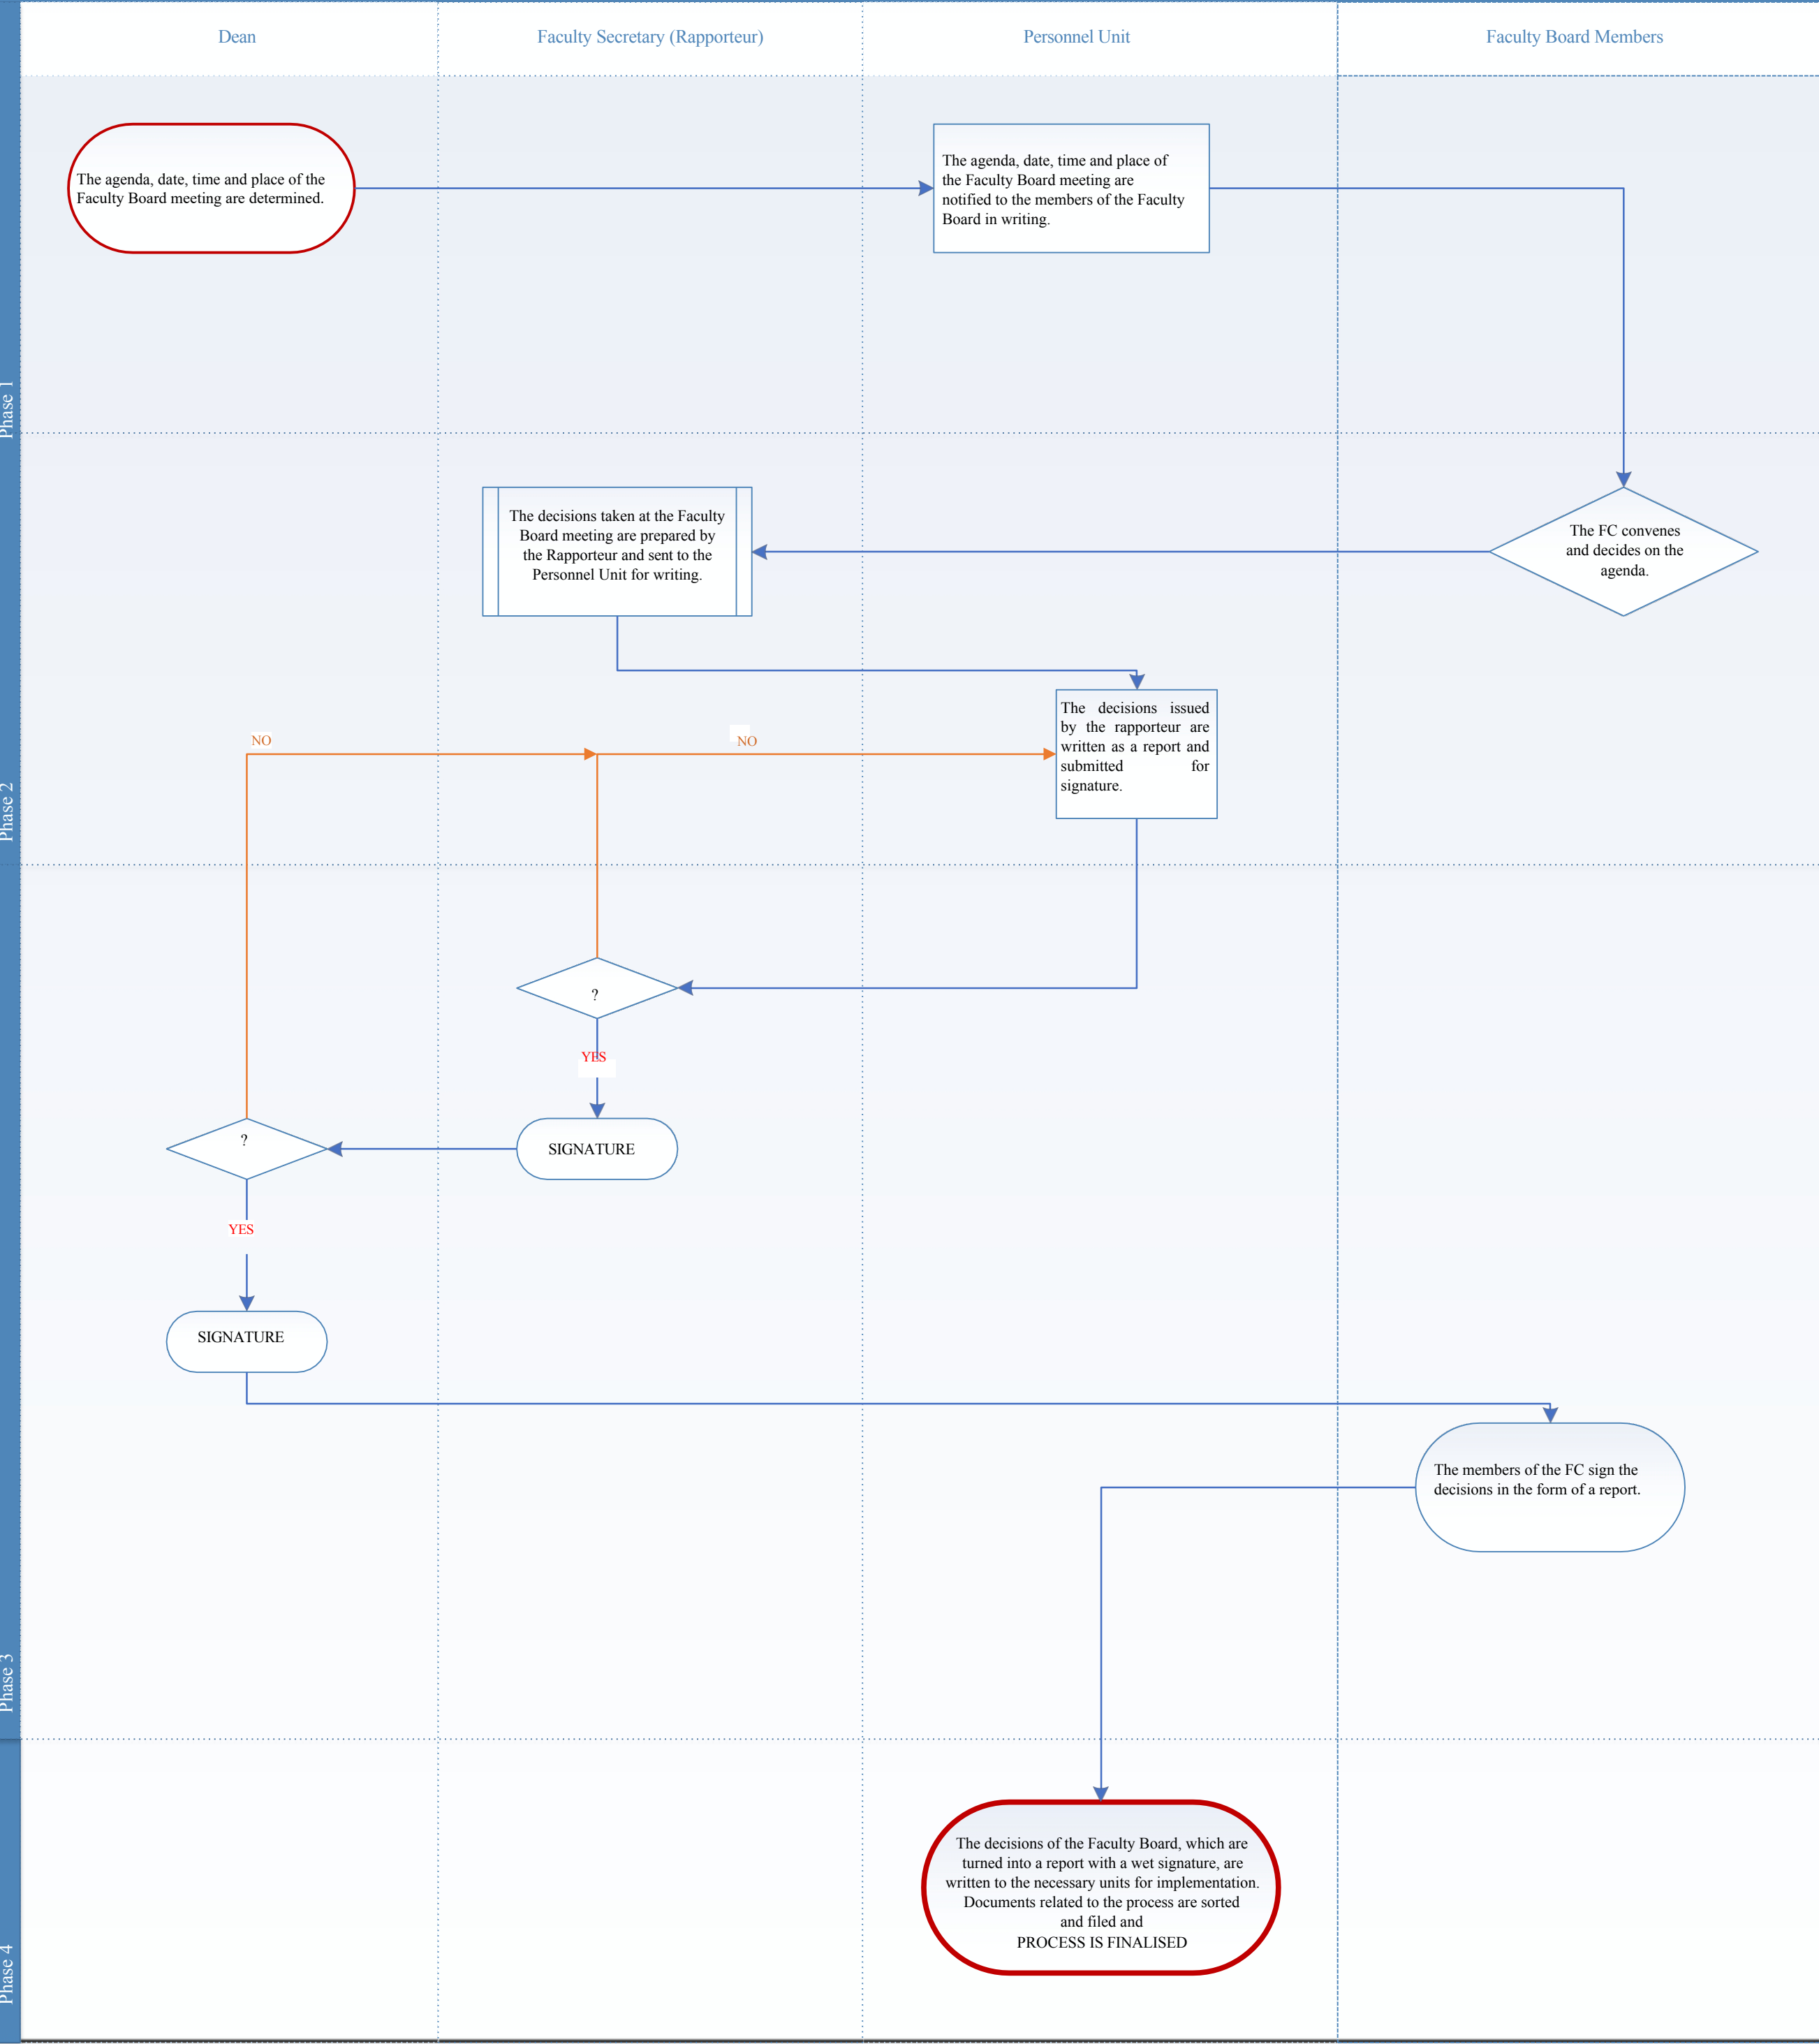 Dean
Faculty Secretary (Rapporteur)
Personnel Unit
Faculty Board Members
Phase 1
The agenda, date, time and place of the
Faculty Board meeting are determined.
The agenda, date, time and place of
the Faculty Board meeting are
notified to the members of the Faculty
Board in writing.
Phase 2
The FC convenes
and decides on the
agenda.
The decisions taken at the Faculty
Board meeting are prepared by
the Rapporteur and sent to the
Personnel Unit for writing.
The decisions issued
by the rapporteur are
written as a report and
submitted for
signature.
NO
NO
Phase 3
?
YES
SIGNATURE
?
YES
SIGNATURE
The members of the FC sign the
decisions in the form of a report.
Phase 4
The decisions of the Faculty Board, which are
turned into a report with a wet signature, are
written to the necessary units for implementation.
Documents related to the process are sorted
and filed and
PROCESS IS FINALISED